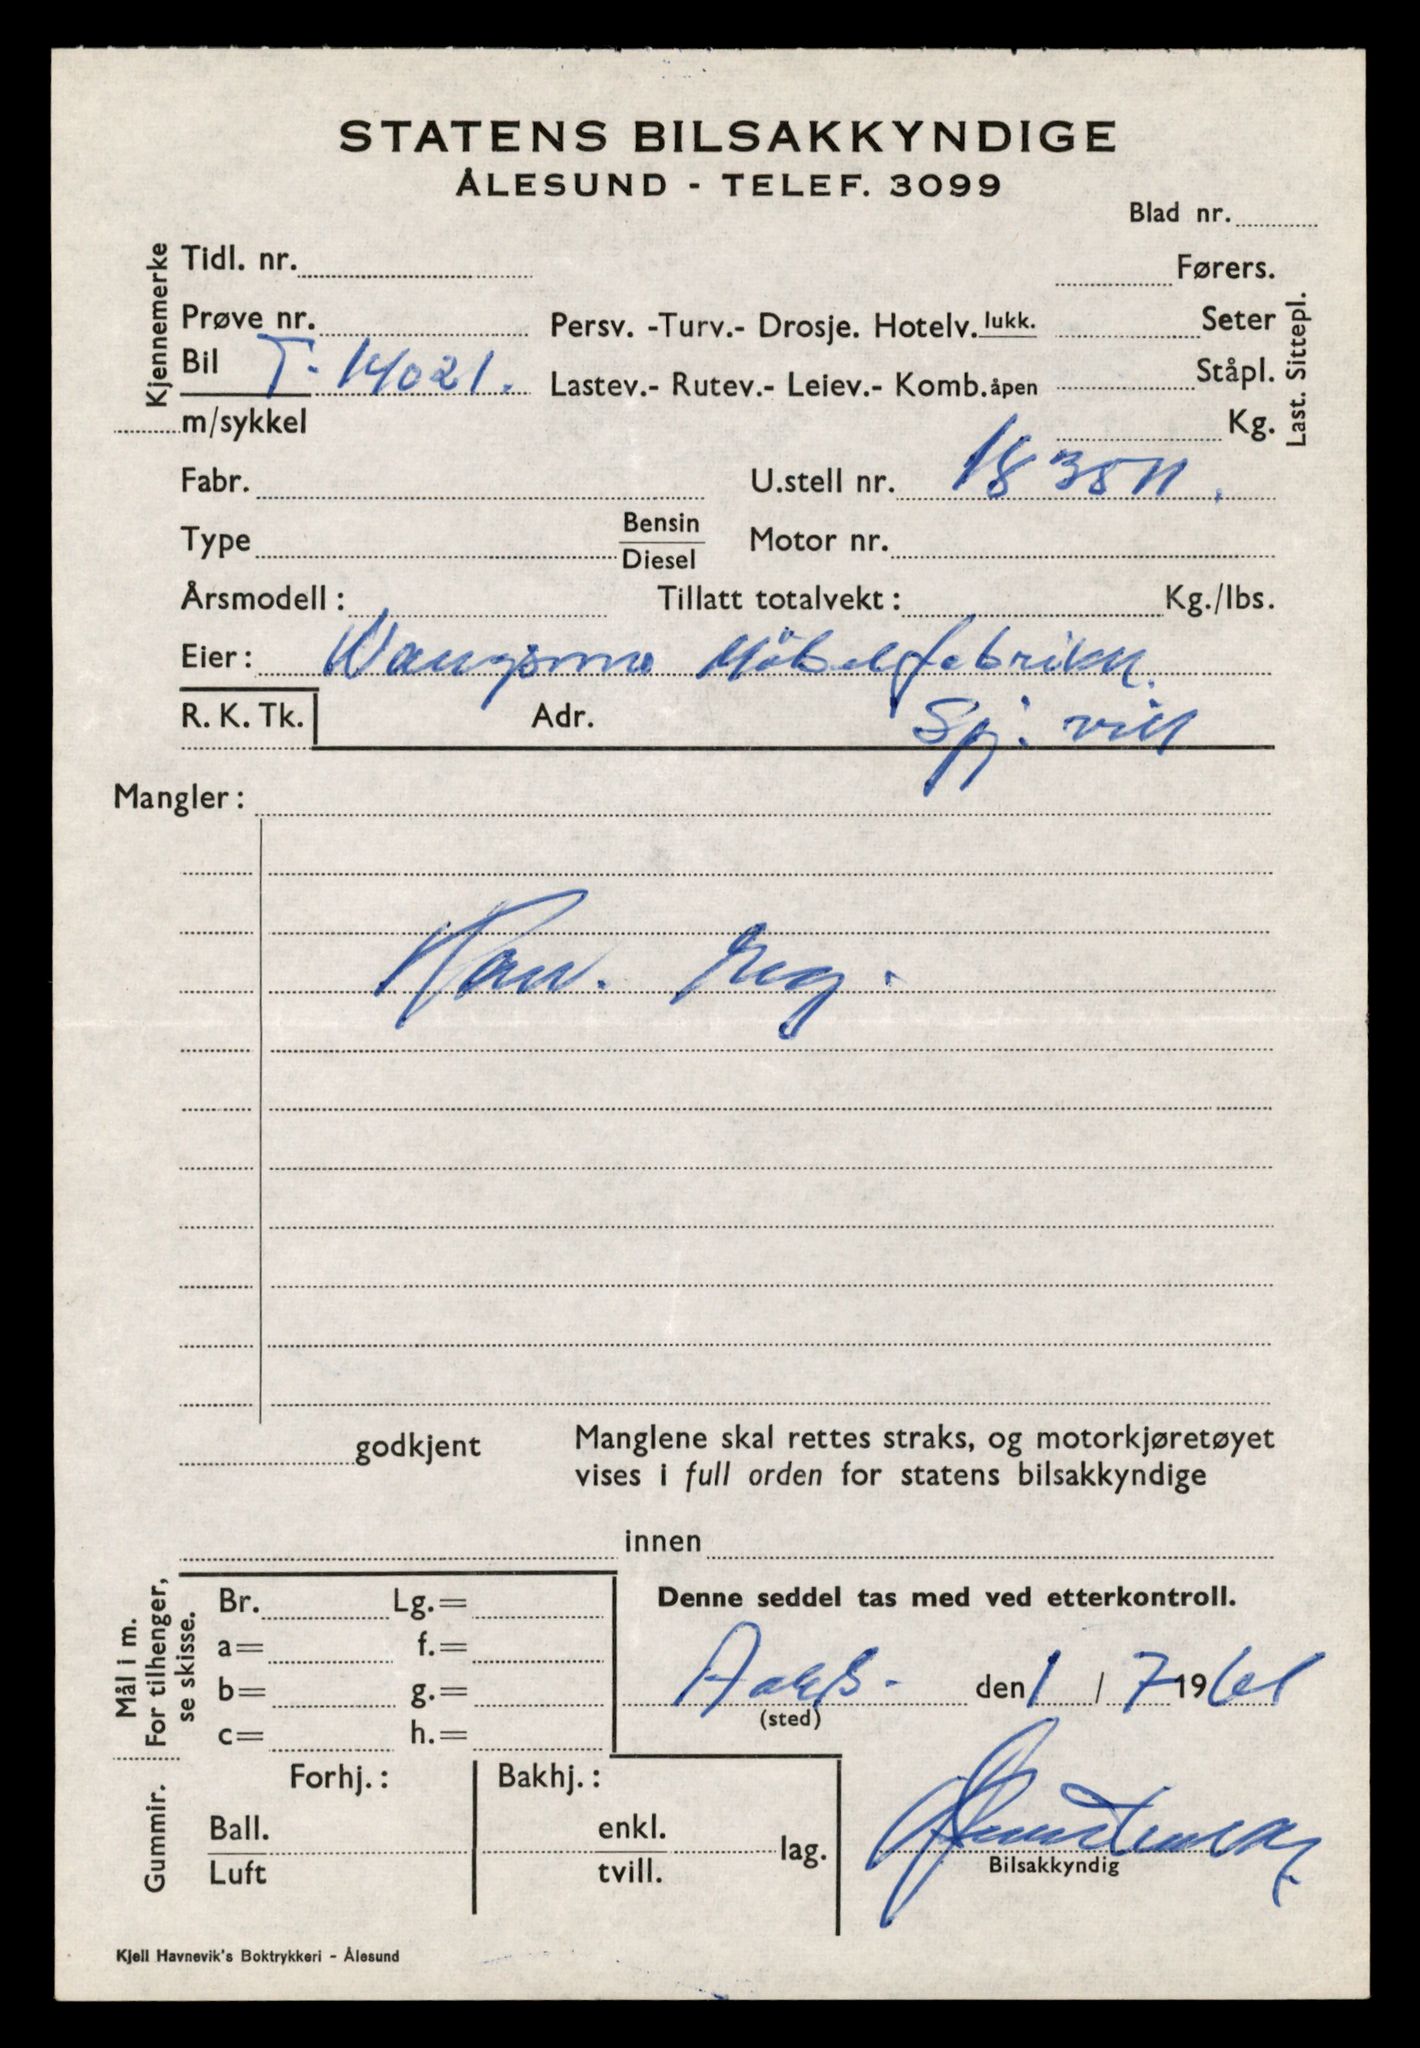 STATENS BILSAKKYNDIGE
ÅLESUND - TELEF. 3099
Blad nr.
Kjennemerke
Tidl. nr.
Førers.
Prøve nr.
Persv. -Turv.- Drosje. Hotelv. lukk.
Seter
Bil T- 14021.
Lastev.- Rutev.- Leiev.- Komb. åpen
Ståpl.
Last. Sittepl.
m/sykkel
Kg.
Fabr.
U.stell nr.
Type
Bensin
Diesel
Motor nr.
Årsmodell:
Tillatt totalvekt: Kg./lbs.
Eier: Møbelfabrikk.
R. K. Tk.
Adr.
Mangler:
reg.
godkjent
Manglene skal rettes straks, og motorkjøretøyet
vises i full orden for statens bilsakkyndige
innen
Mål i m.
For tilhenger,
se skisse.
Br. Lg.=
a= f.=
b= g.=
c= h.=
Denne seddel tas med ved etterkontroll.
den 1 / 7 1961
(sted)
Gummir.
Forhj.:
Ball.
Luft
Bakhj.:
enkl.
tvill.
lag.
Bilsakkyndig
Kjell Havnevik's Boktrykkeri - Ålesund